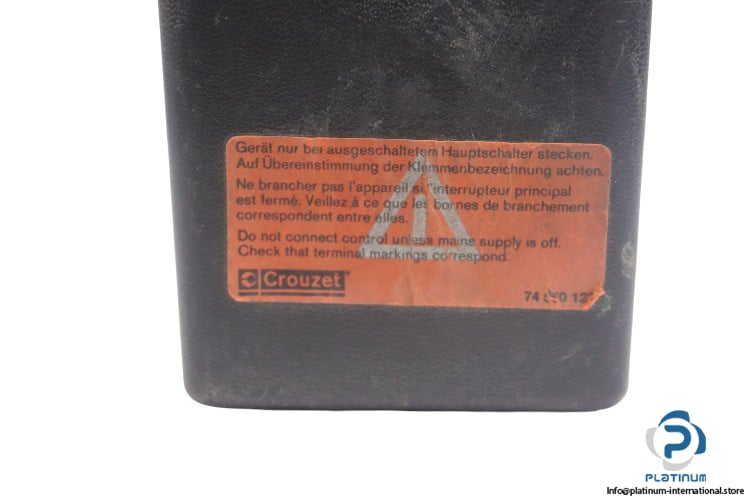 Gerät nur bei ausgeschaltetem Hauptschalter stecken.
Auf Übereinstimmung der Klemmenbezeichnung achten.
Ne brancher pas l'appareil si l'interrupteur principal
est fermé. Veillez à ce que les bornes de branchement
correspondent entre elles.
Do not connect control unless mains supply is off.
Check that terminal markings correspond.
Crouzet
74
PLATINUM
Info@platinum-international.store